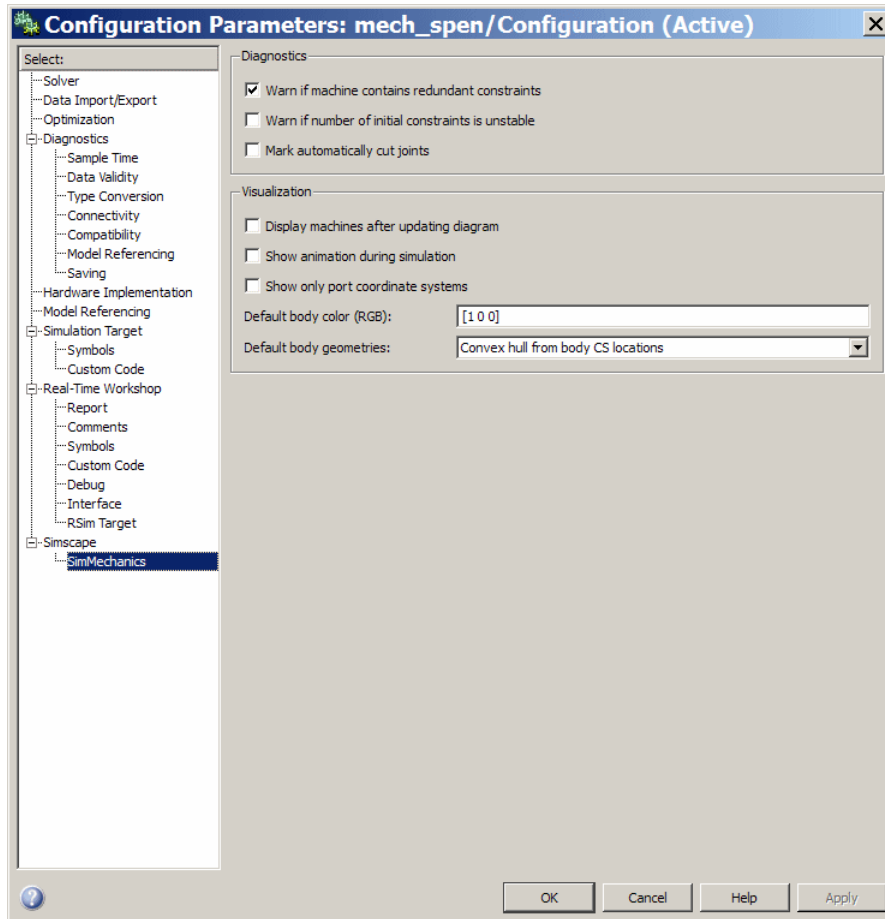 Configuration Parameters: mech_spen/Configuration (Active)
Select:
Solver
Data Import/Export
Optimization
Diagnostics
Sample Time
Data Validity
Type Conversion
Connectivity
Compatibility
Model Referencing
Saving
Hardware Implementation
Model Referencing
Simulation Target
Symbols
Custom Code
Real-Time Workshop
Report
Comments
Symbols
Custom Code
Debug
Interface
RSim Target
Simscape
SimMechanics
Diagnostics
Warn if machine contains redundant constraints
Warn if number of initial constraints is unstable
Mark automatically cut joints
Visualization
Display machines after updating diagram
Show animation during simulation
Show only port coordinate systems
Default body color (RGB): [1 0 0]
Default body geometries: Convex hull from body CS locations
OK Cancel Help Apply